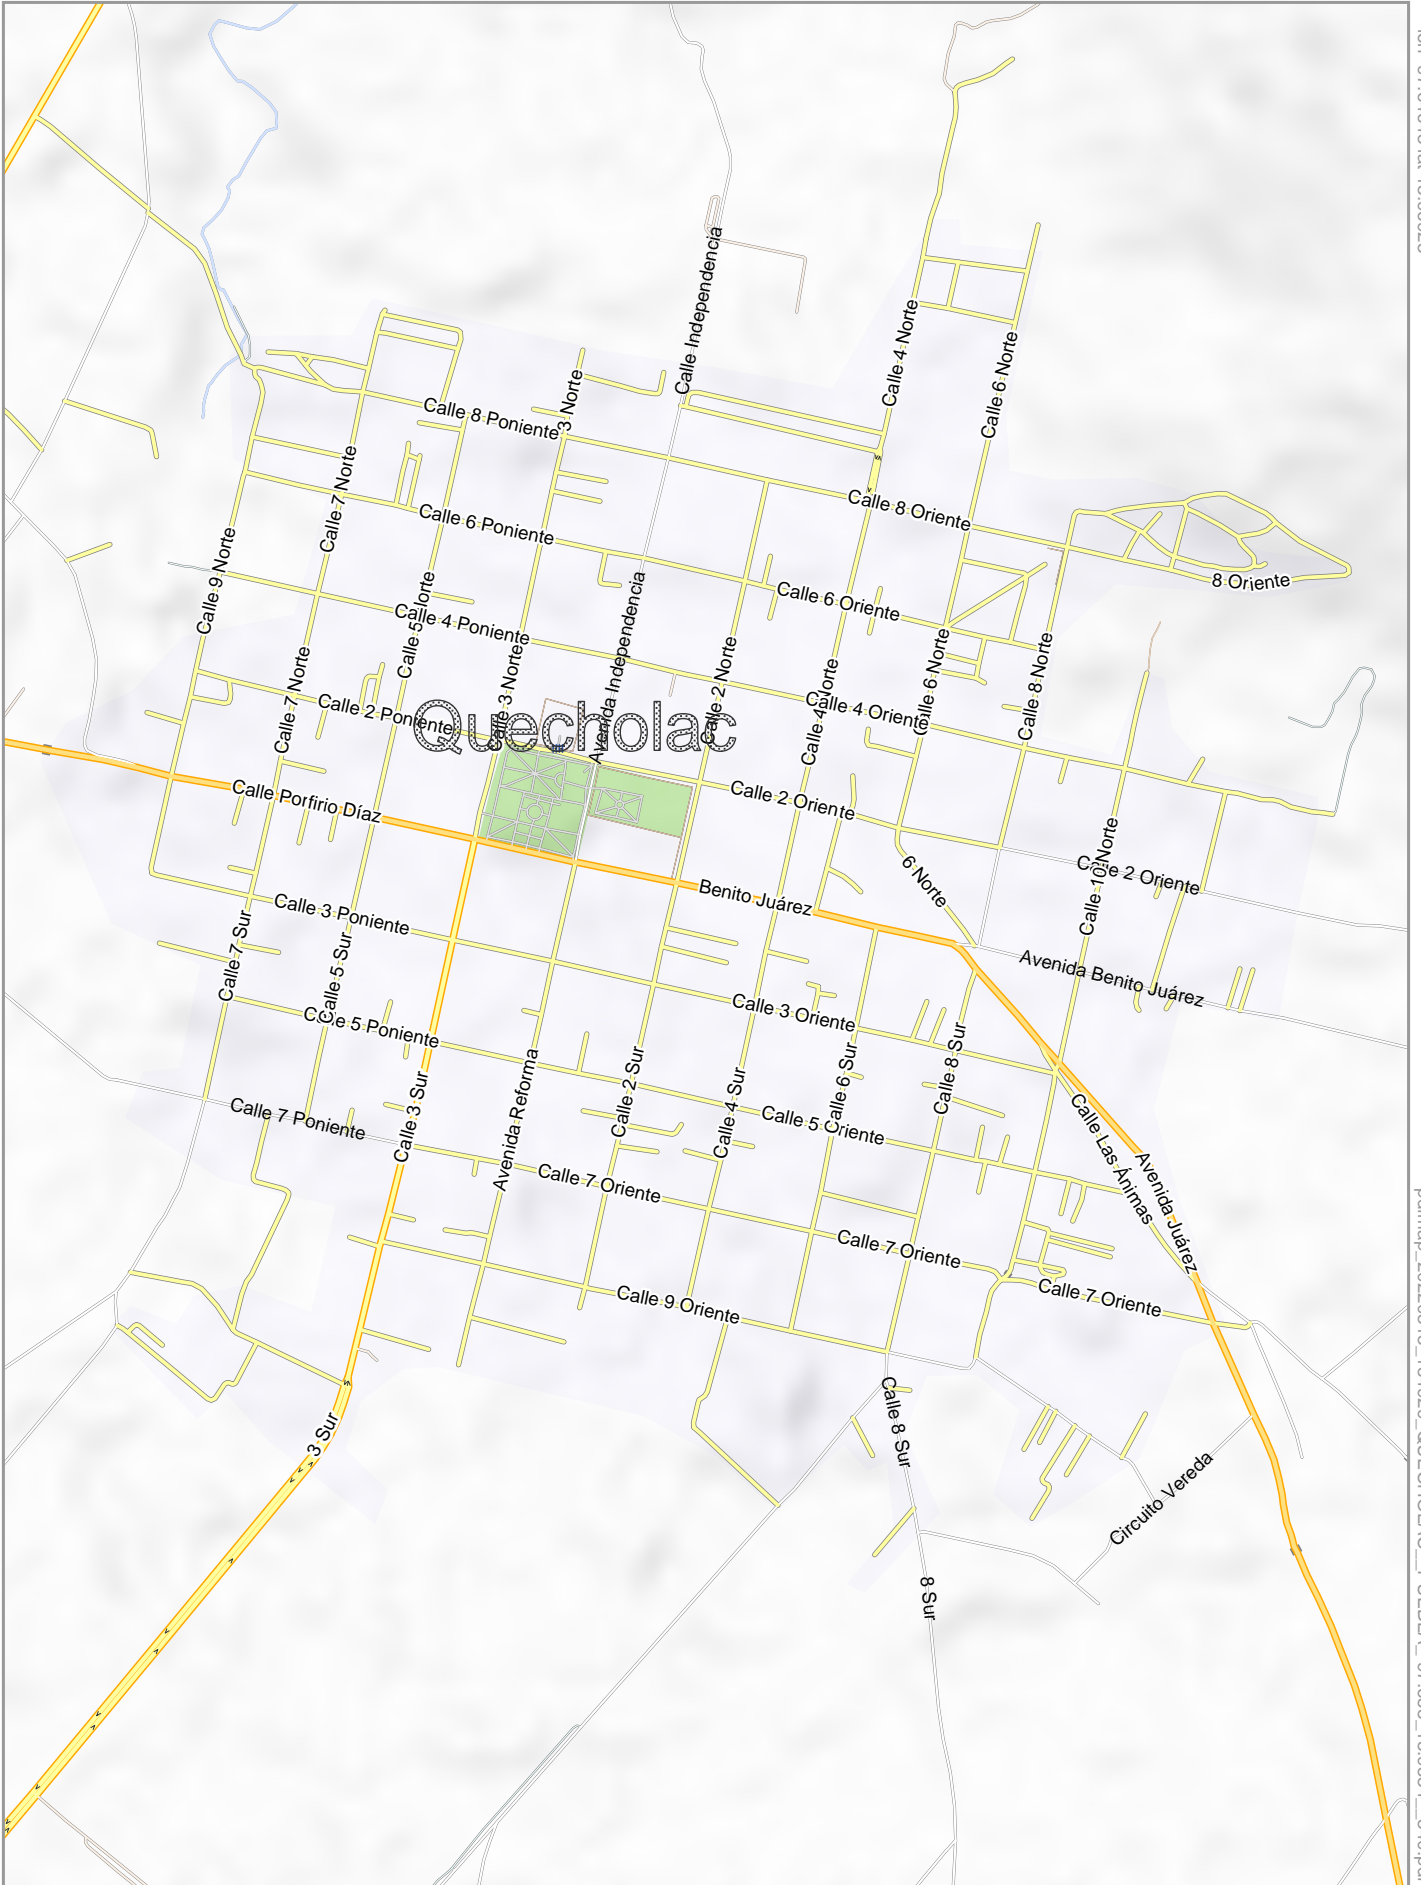 Calle Independencia
Calle 4 Norte
Calle 6 Norte
3 Norte
Calle 8 Poniente
Calle 7 Norte
Calle 8 Oriente
Calle 6 Poniente
Calle 9 Norte
8 Oriente
Calle 6 Oriente
Calle 4 Poniente
Calle 5 Norte
Avenida Independencia
Calle 2 Norte
Calle 6 Norte
Calle 8 Norte
Calle 7 Norte
Calle 3 Norte
Calle 4 Norte
Calle 4 Oriente
Calle 2 Poniente
Quecholac
Calle Porfirio Díaz
Calle 2 Oriente
Calle 10 Norte
Calle 2 Oriente
6 Norte
Benito Juárez
Calle 3 Poniente
Calle 7 Sur
Calle 5 Sur
Avenida Benito Juárez
Calle 3 Oriente
Calle 5 Poniente
Calle 8 Sur
Calle 6 Sur
Calle 2 Sur
Calle 4 Sur
Avenida Reforma
Calle 3 Sur
Calle 7 Poniente
Calle 5 Oriente
Calle Las Ánimas
Avenida Juárez
Calle 7 Oriente
Calle 7 Oriente
Calle 7 Oriente
Calle 9 Oriente
Calle 8 Sur
3 Sur
Circuito Vereda
8 Sur